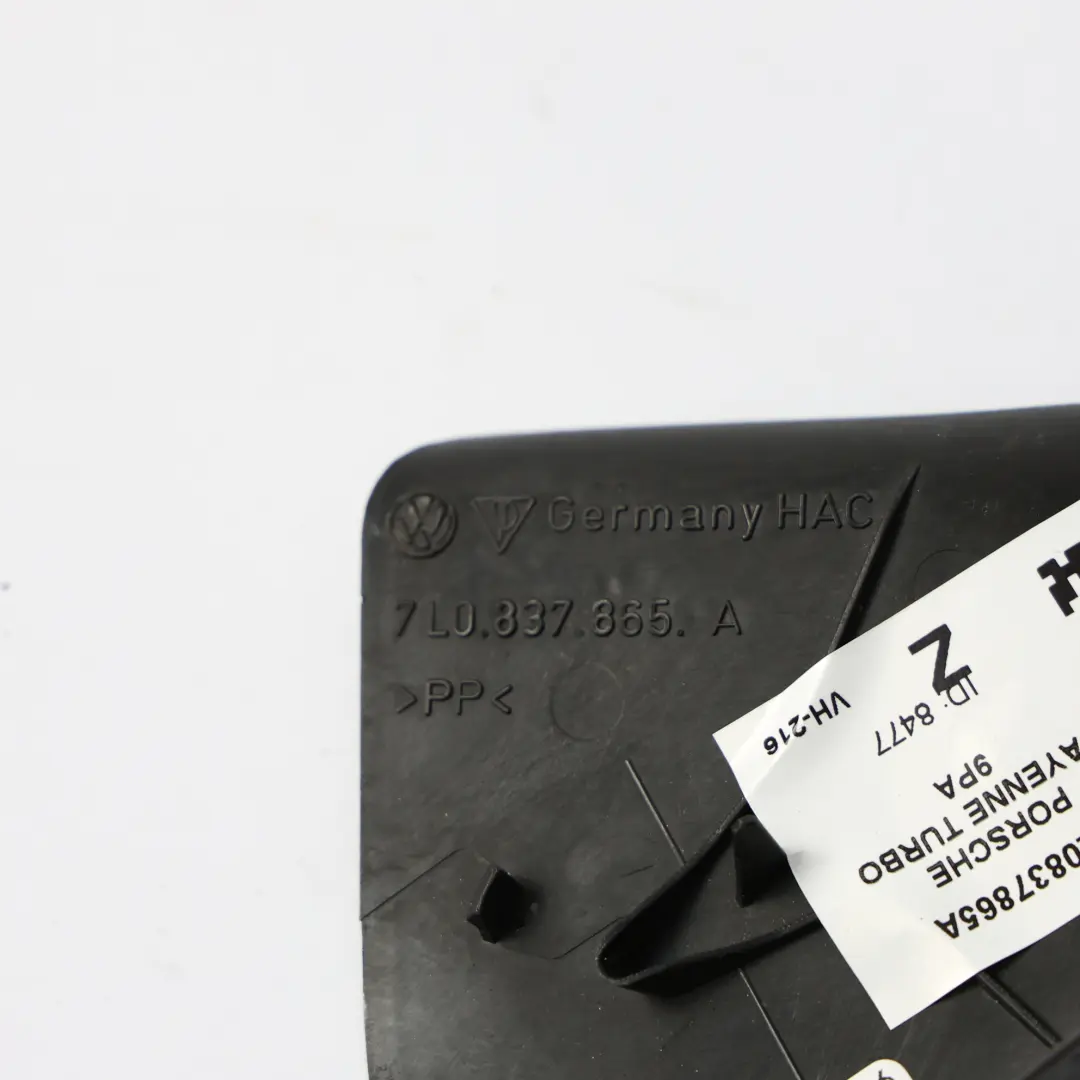 Germany HAC
7L0.837.865. A
>PP<
0837865A
PORSCHE
AYENNE TURBO
9PA
ID: 8477
VH-216
Z